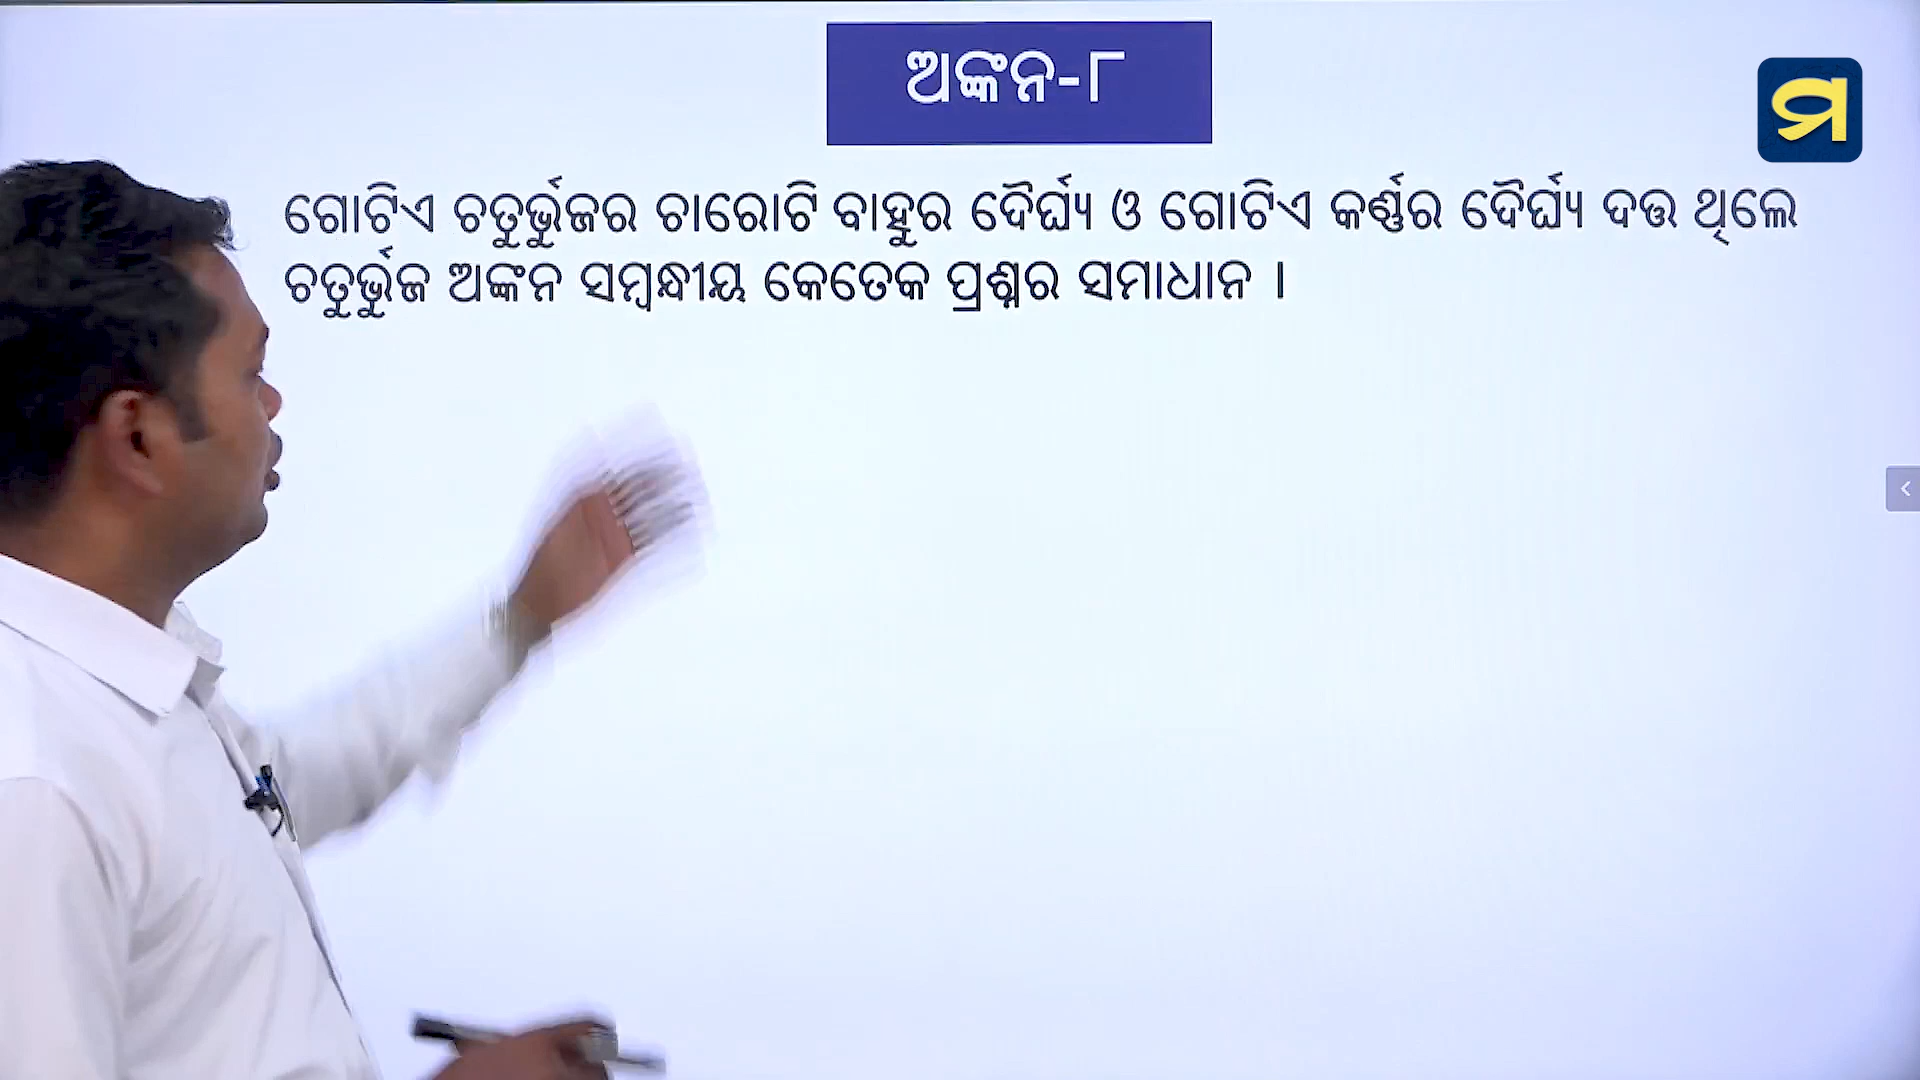 ଅଙ୍କନ-୮
ମ
ଗୋଟିଏ ଚତୁର୍ଭୁଜର ଚାରୋଟି ବାହୁର ଦୈର୍ଘ୍ୟ ଓ ଗୋଟିଏ କର୍ଣ୍ଣର ଦୈର୍ଘ୍ୟ ଦତ୍ତ ଥିଲେ
ଚତୁର୍ଭୁଜ ଅଙ୍କନ ସମ୍ବନ୍ଧୀୟ କେତେକ ପ୍ରଶ୍ନର ସମାଧାନ ।